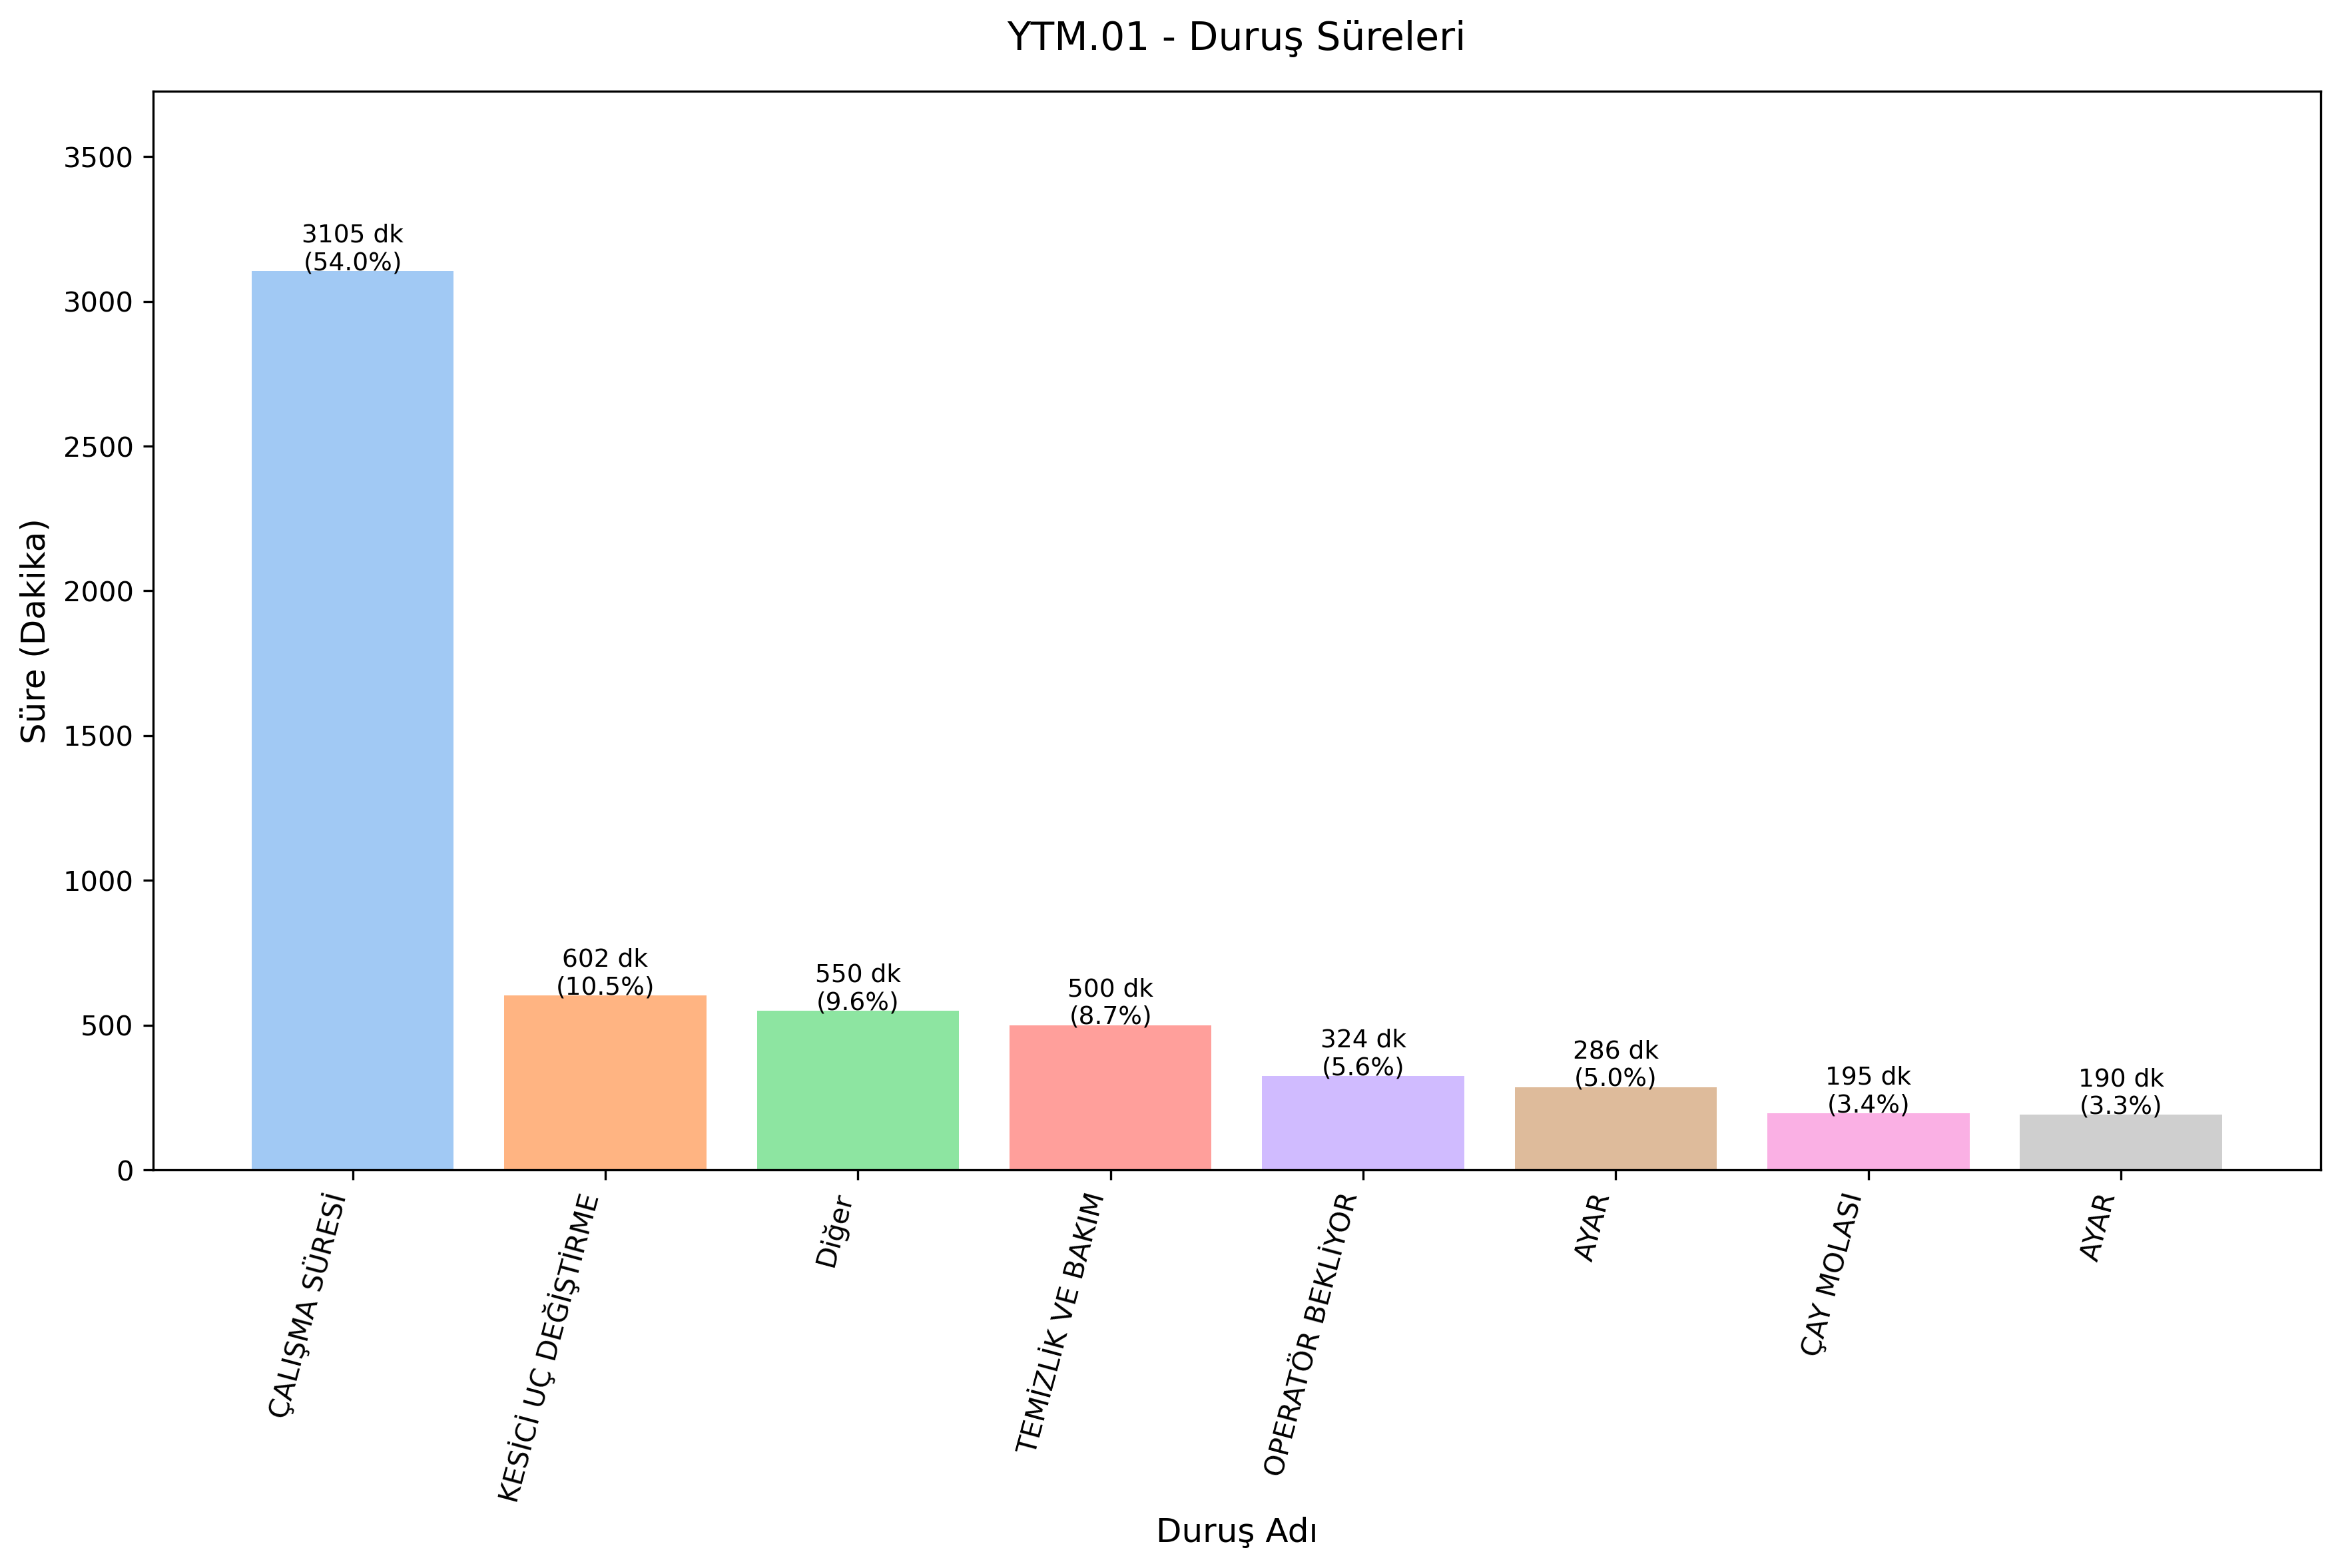 YTM.01 - Duruş Süreleri
Süre (Dakika)
3500
3000
2500
2000
1500
1000
500
0
3105 dk
(54.0%)
602 dk
(10.5%)
550 dk
(9.6%)
500 dk
(8.7%)
324 dk
(5.6%)
286 dk
(5.0%)
195 dk
(3.4%)
190 dk
(3.3%)
ÇALIŞMA SÜRESİ
KESİCİ UÇ DEĞİŞTİRME
Diğer
TEMİZLİK VE BAKIM
OPERATÖR BEKLİYOR
AYAR
ÇAY MOLASI
AYAR
Duruş Adı